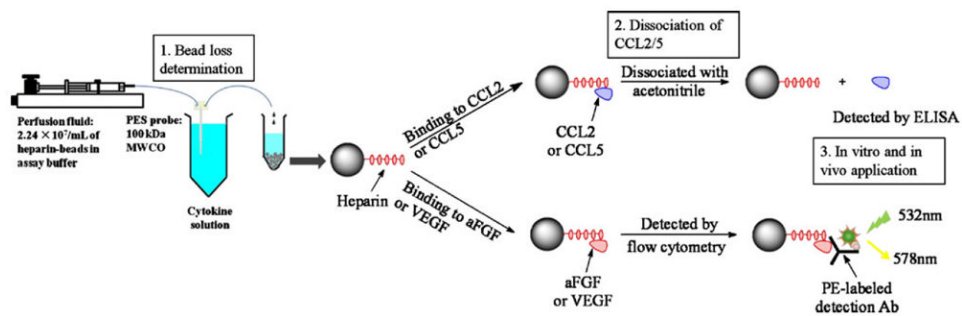 1. Bead loss
determination
Perfusion fluid:
2.24 × 10⁷/mL of
heparin-beads in
assay buffer
PES probe:
100 kDa
MWCO
Cytokine
solution
Heparin
Binding to CCL2
or CCL5
Binding to aFGF
or VEGF
2. Dissociation of
CCL2/5
CCL2
or CCL5
Dissociated with
acetonitrile
+
Detected by ELISA
3. In vitro and in
vivo application
aFGF
or VEGF
Detected by
flow cytometry
532nm
578nm
PE-labeled
detection Ab